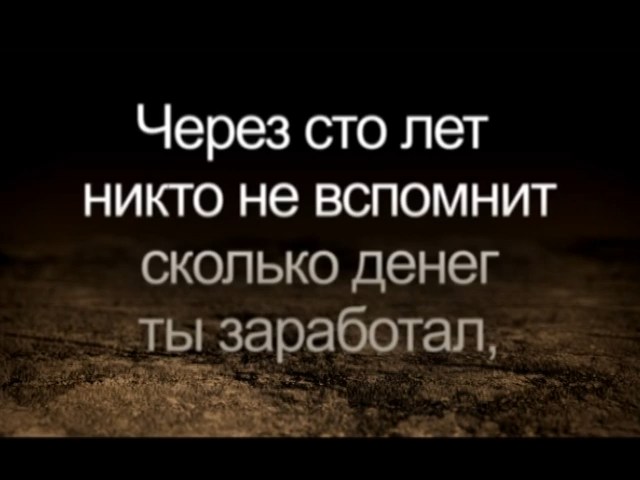 Через сто лет
никто не вспомнит
сколько денег
ты заработал,